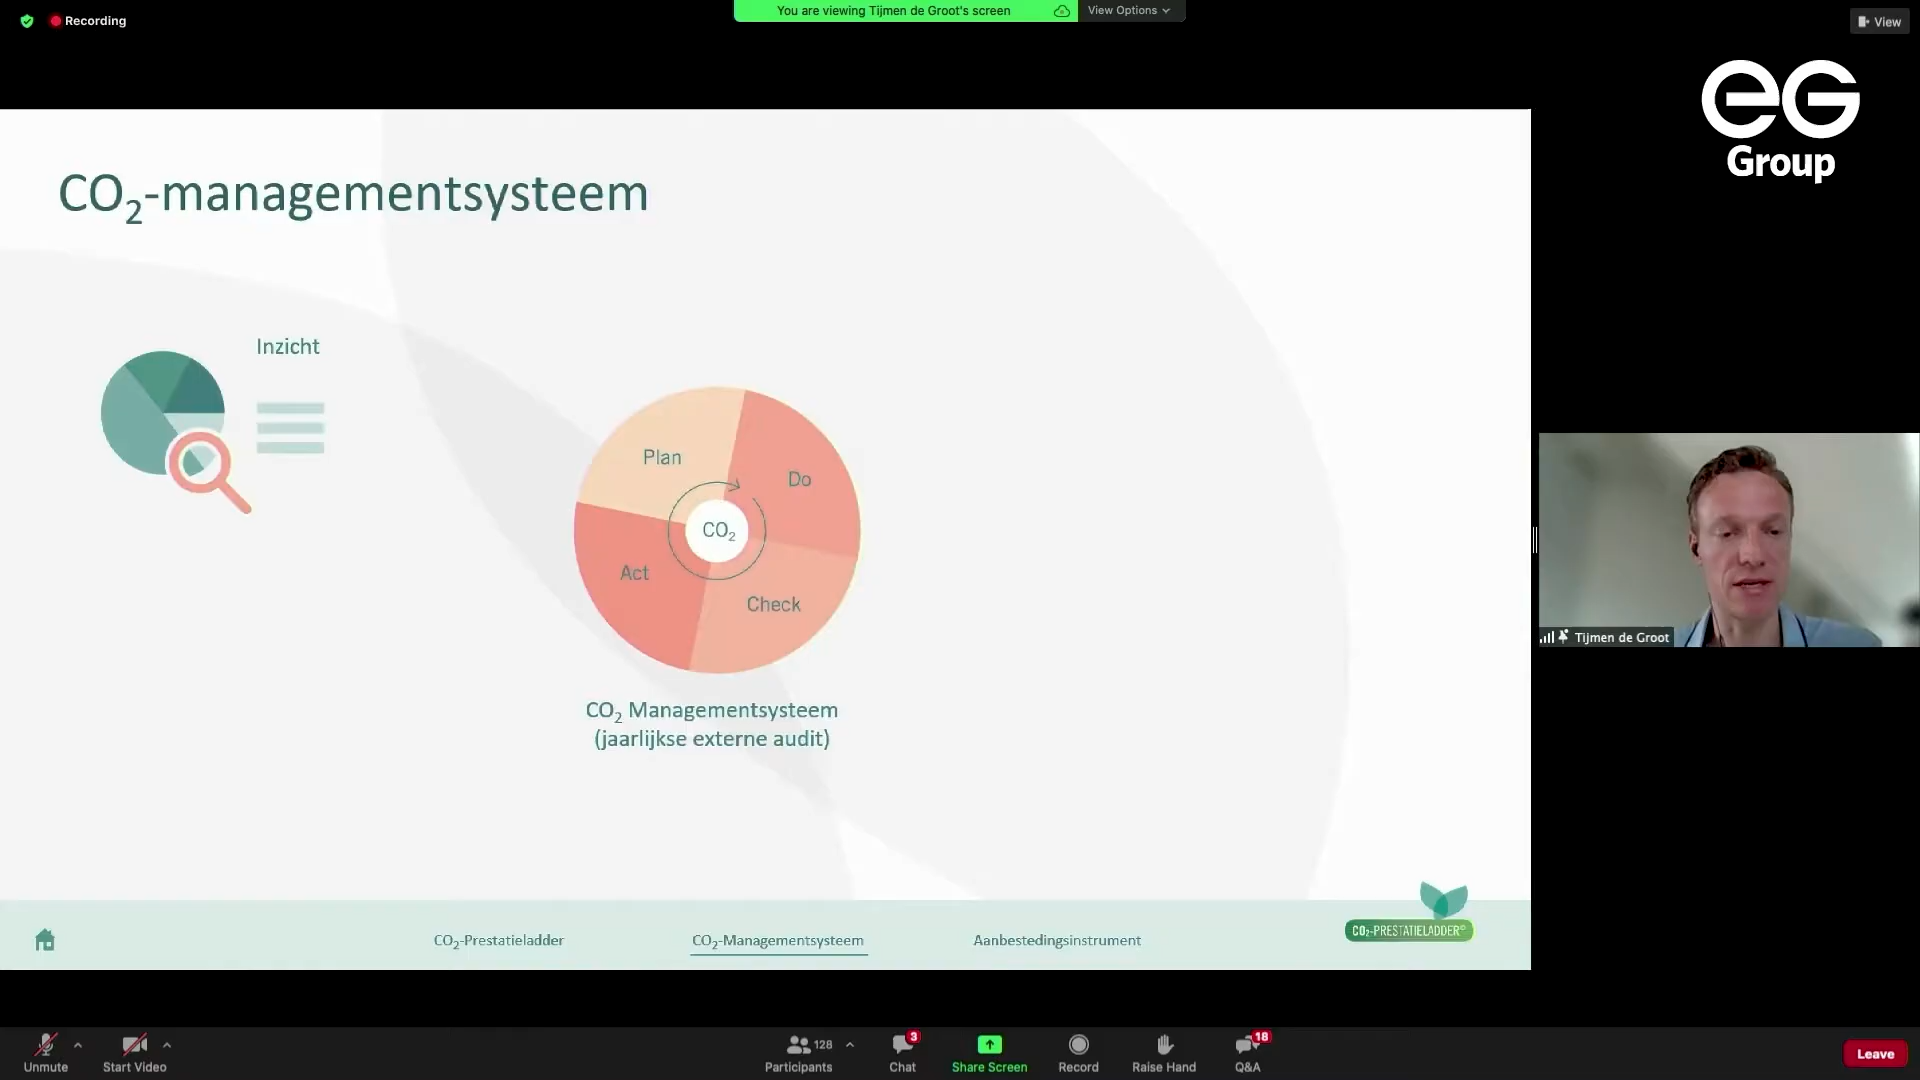 Recording
You are viewing Tijmen de Groot's screen
View Options
View
eG
Group
CO₂-managementsysteem
Inzicht
Plan
Do
CO₂
Act
Check
CO₂ Managementsysteem
(jaarlijkse externe audit)
Tijmen de Groot
CO₂-Prestatieladder
CO₂-Managementsysteem
Aanbestedingsinstrument
CO₂-PRESTATIELADDER©
Unmute
Start Video
128
Participants
3
Chat
Share Screen
Record
Raise Hand
18
Q&A
Leave